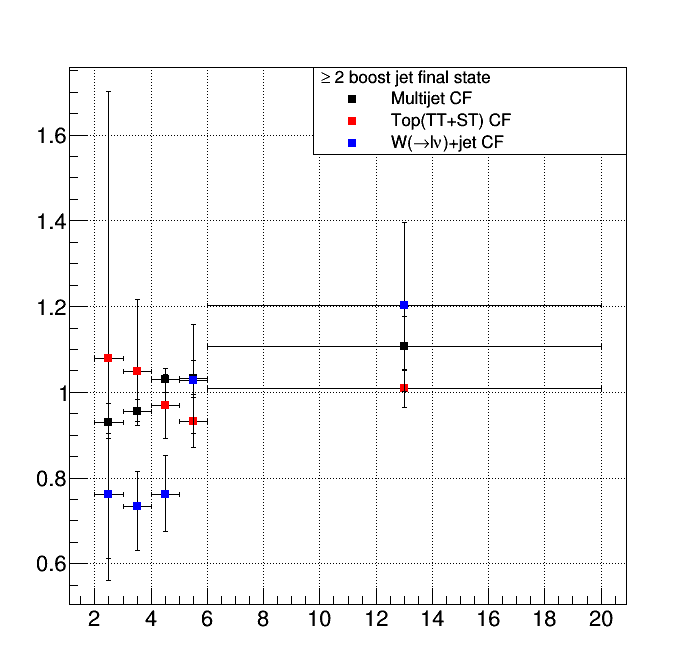 ≥ 2 boost jet final state
Multijet CF
Top(TT+ST) CF
W(→lν)+jet CF
1.6
1.4
1.2
1
0.8
0.6
2 4 6 8 10 12 14 16 18 20